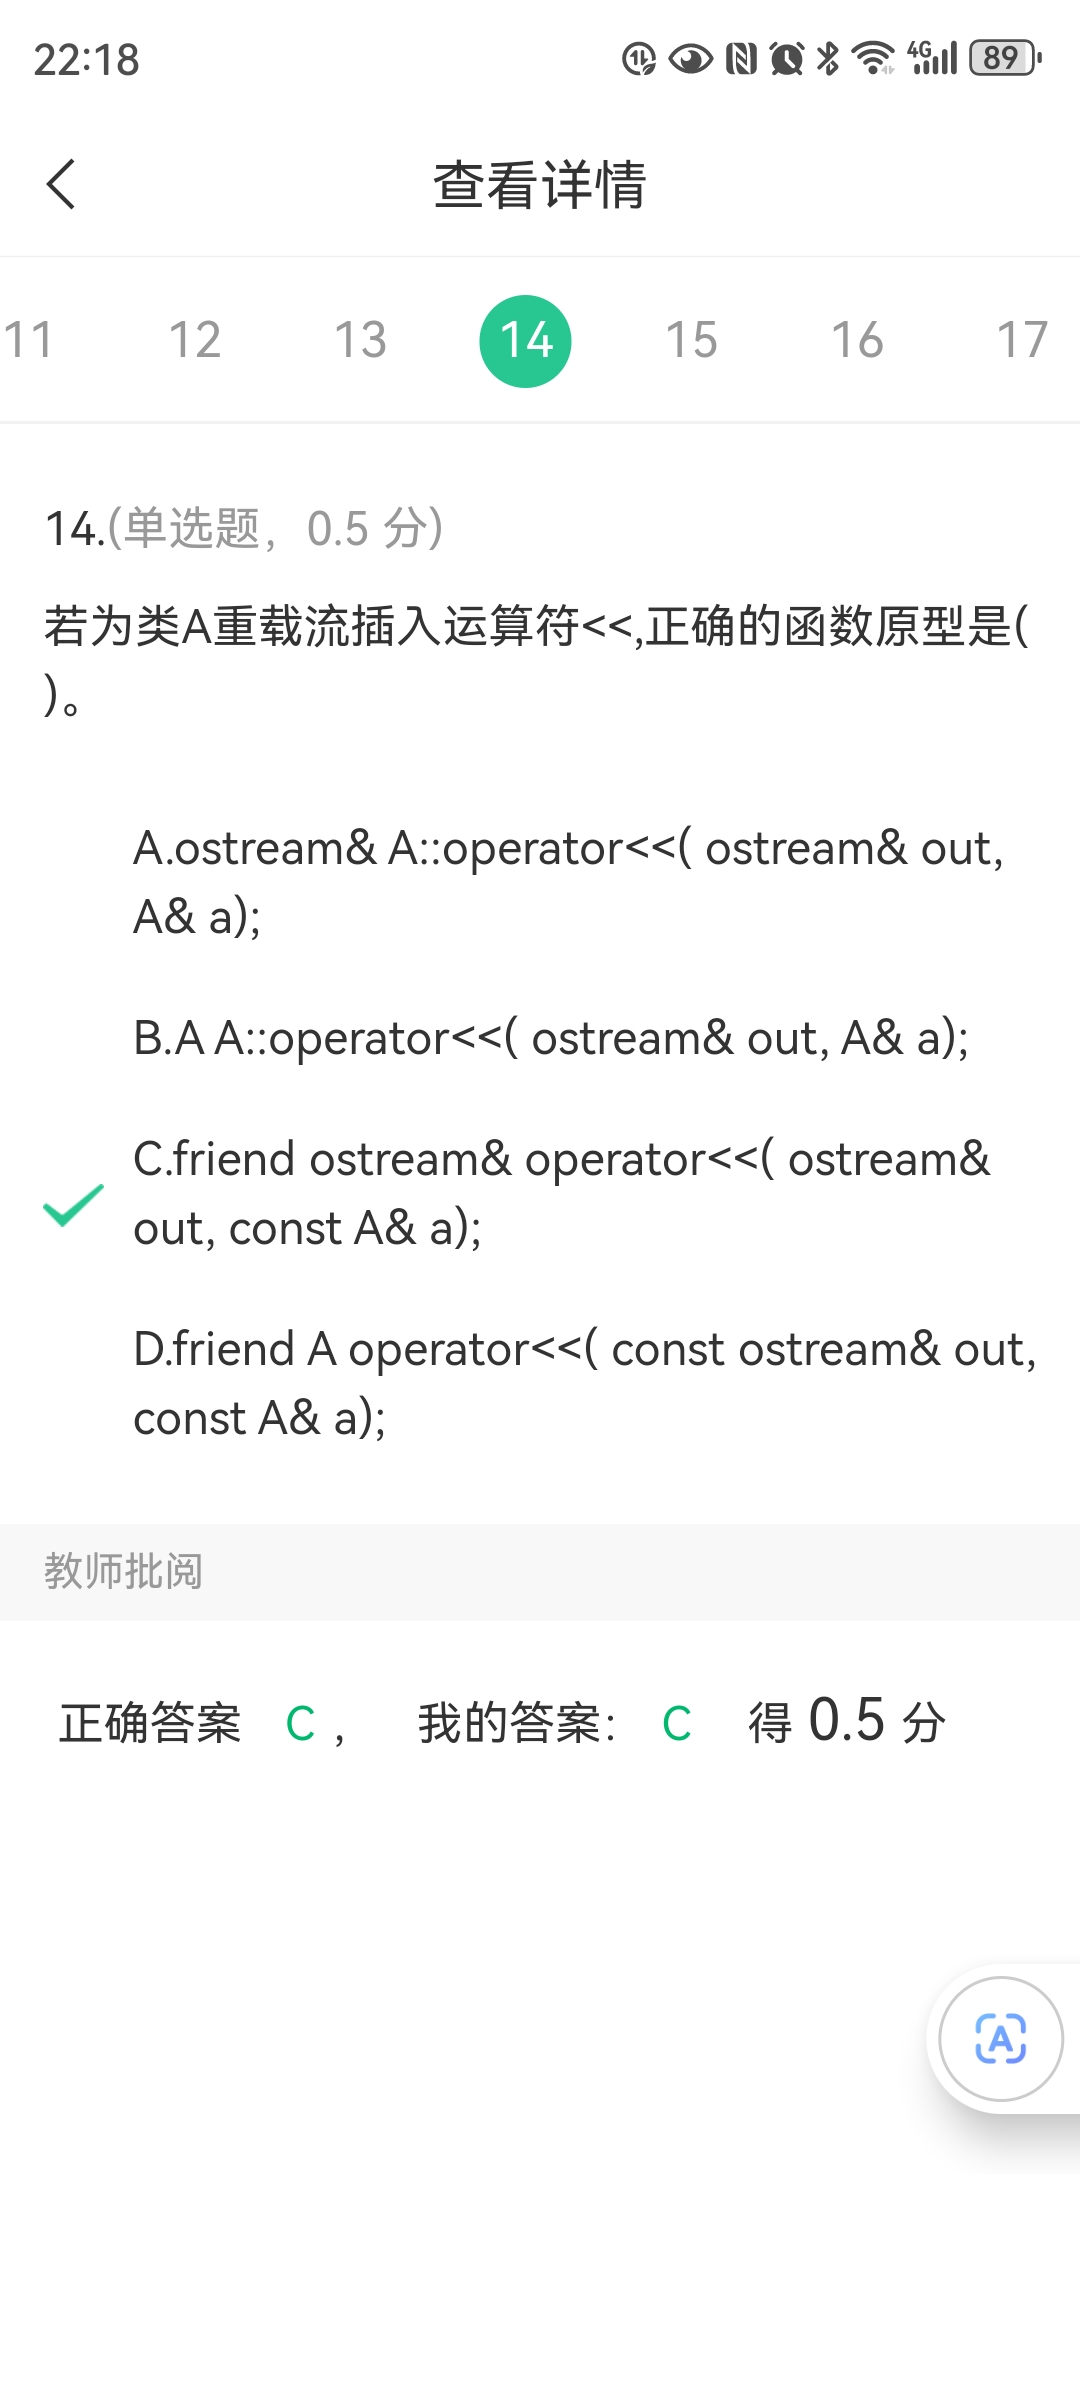 22:18
4G 89
查看详情
11 12 13 14 15 16 17
14.(单选题，0.5 分)
若为类A重载流插入运算符<<,正确的函数原型是(
)。
A.ostream& A::operator<<( ostream& out,
A& a);
B.A A::operator<<( ostream& out, A& a);
C.friend ostream& operator<<( ostream&
out, const A& a);
D.friend A operator<<( const ostream& out,
const A& a);
教师批阅
正确答案 C ， 我的答案： C 得 0.5 分
A